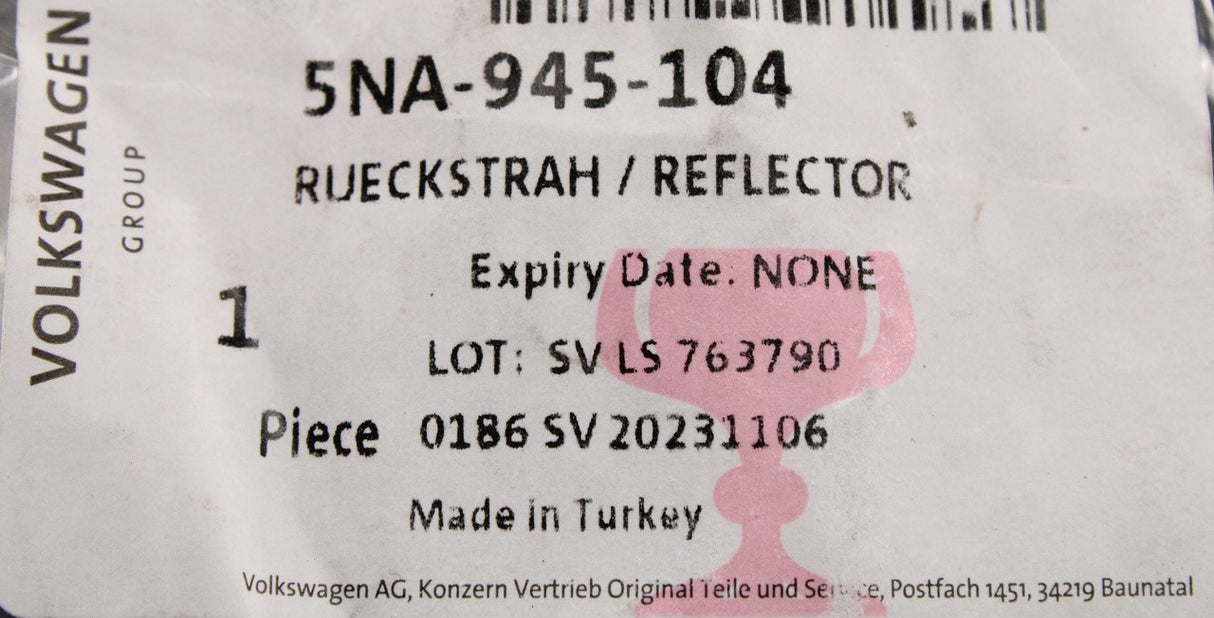 VOLKSWAGEN
GROUP
5NA-945-104
RUECKSTRAH / REFLECTOR
Expiry Date: NONE
1
LOT: SV LS 763790
Piece 0186 SV 20231106
Made in Turkey
Volkswagen AG, Konzern Vertrieb Original Teile und Service, Postfach 1451, 34219 Baunatal